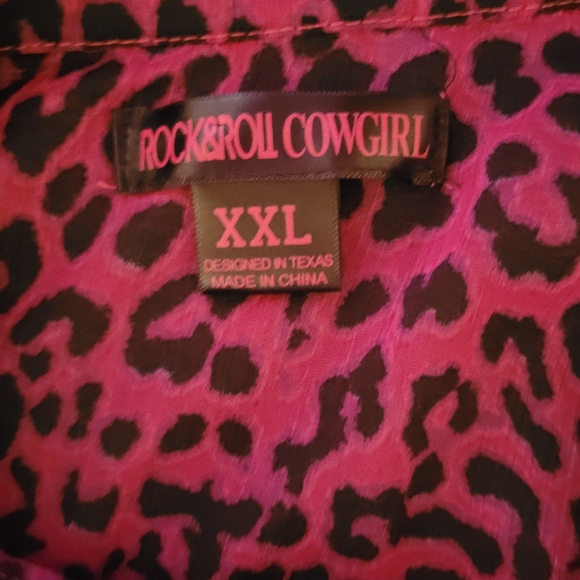 ROCK&ROLL COWGIRL
XXL
DESIGNED IN TEXAS
MADE IN CHINA